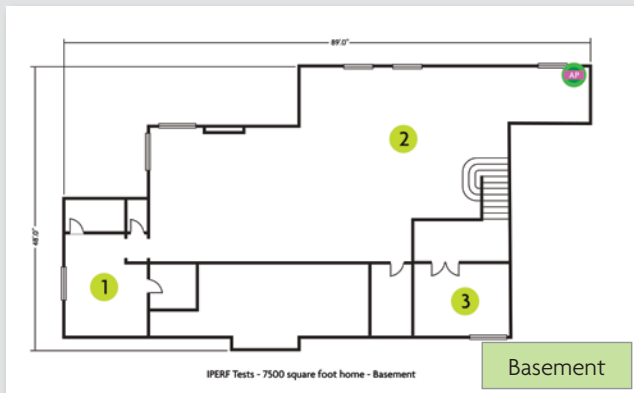 89'.0"
AP
2
48'.0"
1
3
IPERF Tests - 7500 square foot home - Basement
Basement